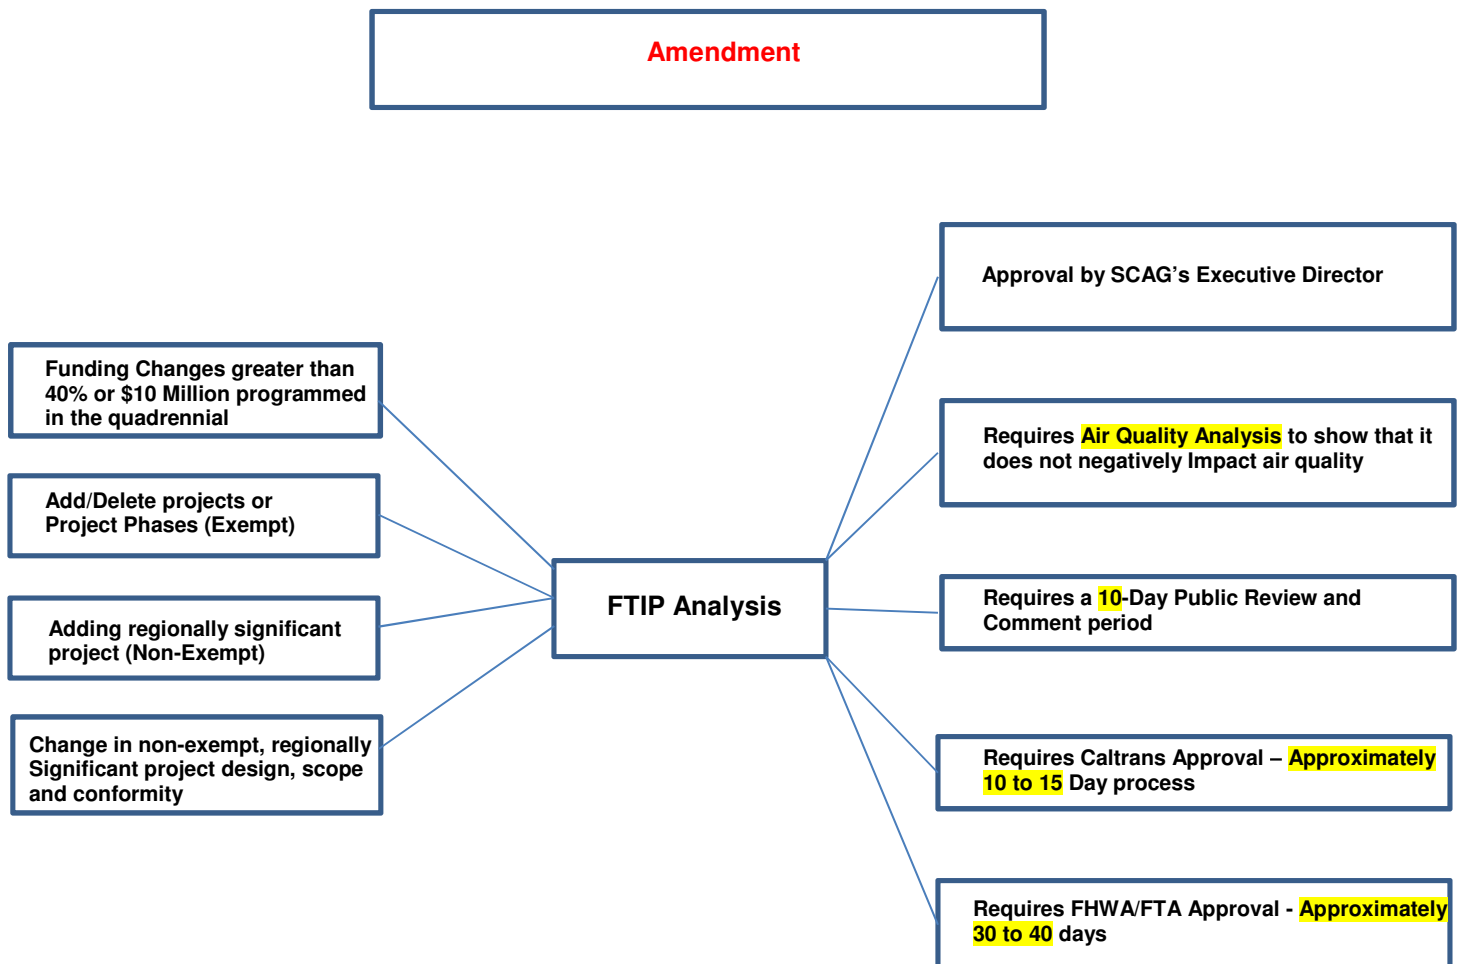 Amendment
Funding Changes greater than
40% or $10 Million programmed
in the quadrennial
Add/Delete projects or
Project Phases (Exempt)
Adding regionally significant
project (Non-Exempt)
Change in non-exempt, regionally
Significant project design, scope
and conformity
FTIP Analysis
Approval by SCAG’s Executive Director
Requires Air Quality Analysis to show that it
does not negatively Impact air quality
Requires a 10-Day Public Review and
Comment period
Requires Caltrans Approval – Approximately
10 to 15 Day process
Requires FHWA/FTA Approval - Approximately
30 to 40 days